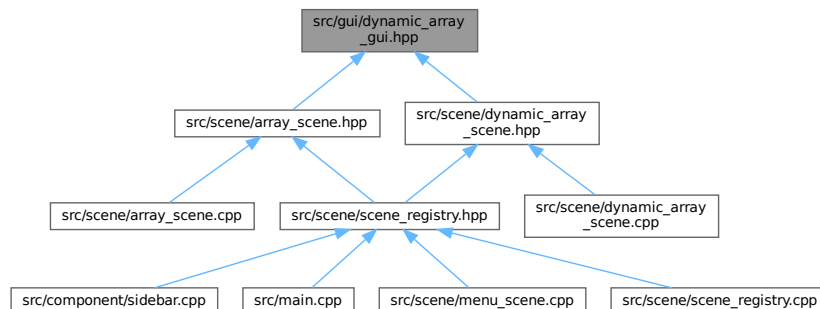 src/gui/dynamic_array
_gui.hpp
src/scene/array_scene.hpp
src/scene/dynamic_array
_scene.hpp
src/scene/array_scene.cpp
src/scene/scene_registry.hpp
src/scene/dynamic_array
_scene.cpp
src/component/sidebar.cpp
src/main.cpp
src/scene/menu_scene.cpp
src/scene/scene_registry.cpp